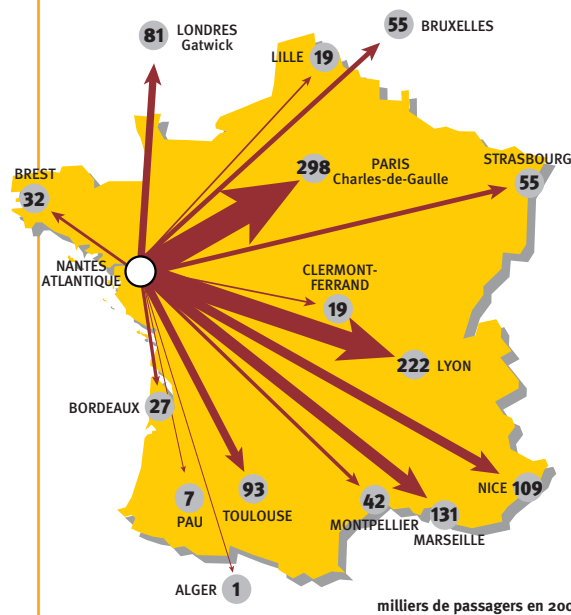 55 BRUXELLES
81 LONDRES
Gatwick
LILLE 19
PARIS
298 Charles-de-Gaulle
STRASBOURG
55
BREST
32
NANTES
ATLANTIQUE
CLERMONT-
FERRAND
19
222 LYON
BORDEAUX 27
7
PAU
93
TOULOUSE
42
MONTPELLIER
131
MARSEILLE
NICE 109
ALGER 1
milliers de passagers en